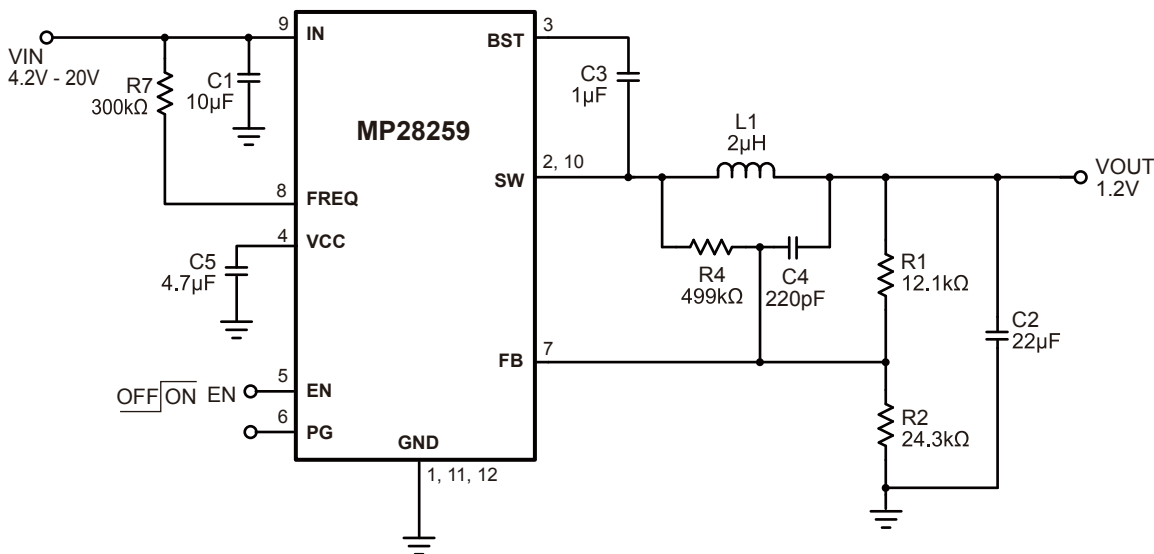 VIN
4.2V - 20V
R7
300kΩ
C1
10µF
9
IN
8
FREQ
4
VCC
C5
4.7µF
OFF ON EN
5
EN
6
PG
MP28259
GND
1, 11, 12
BST
3
C3
1µF
SW
2, 10
L1
2µH
R4
499kΩ
C4
220pF
FB
7
R1
12.1kΩ
R2
24.3kΩ
C2
22µF
VOUT
1.2V